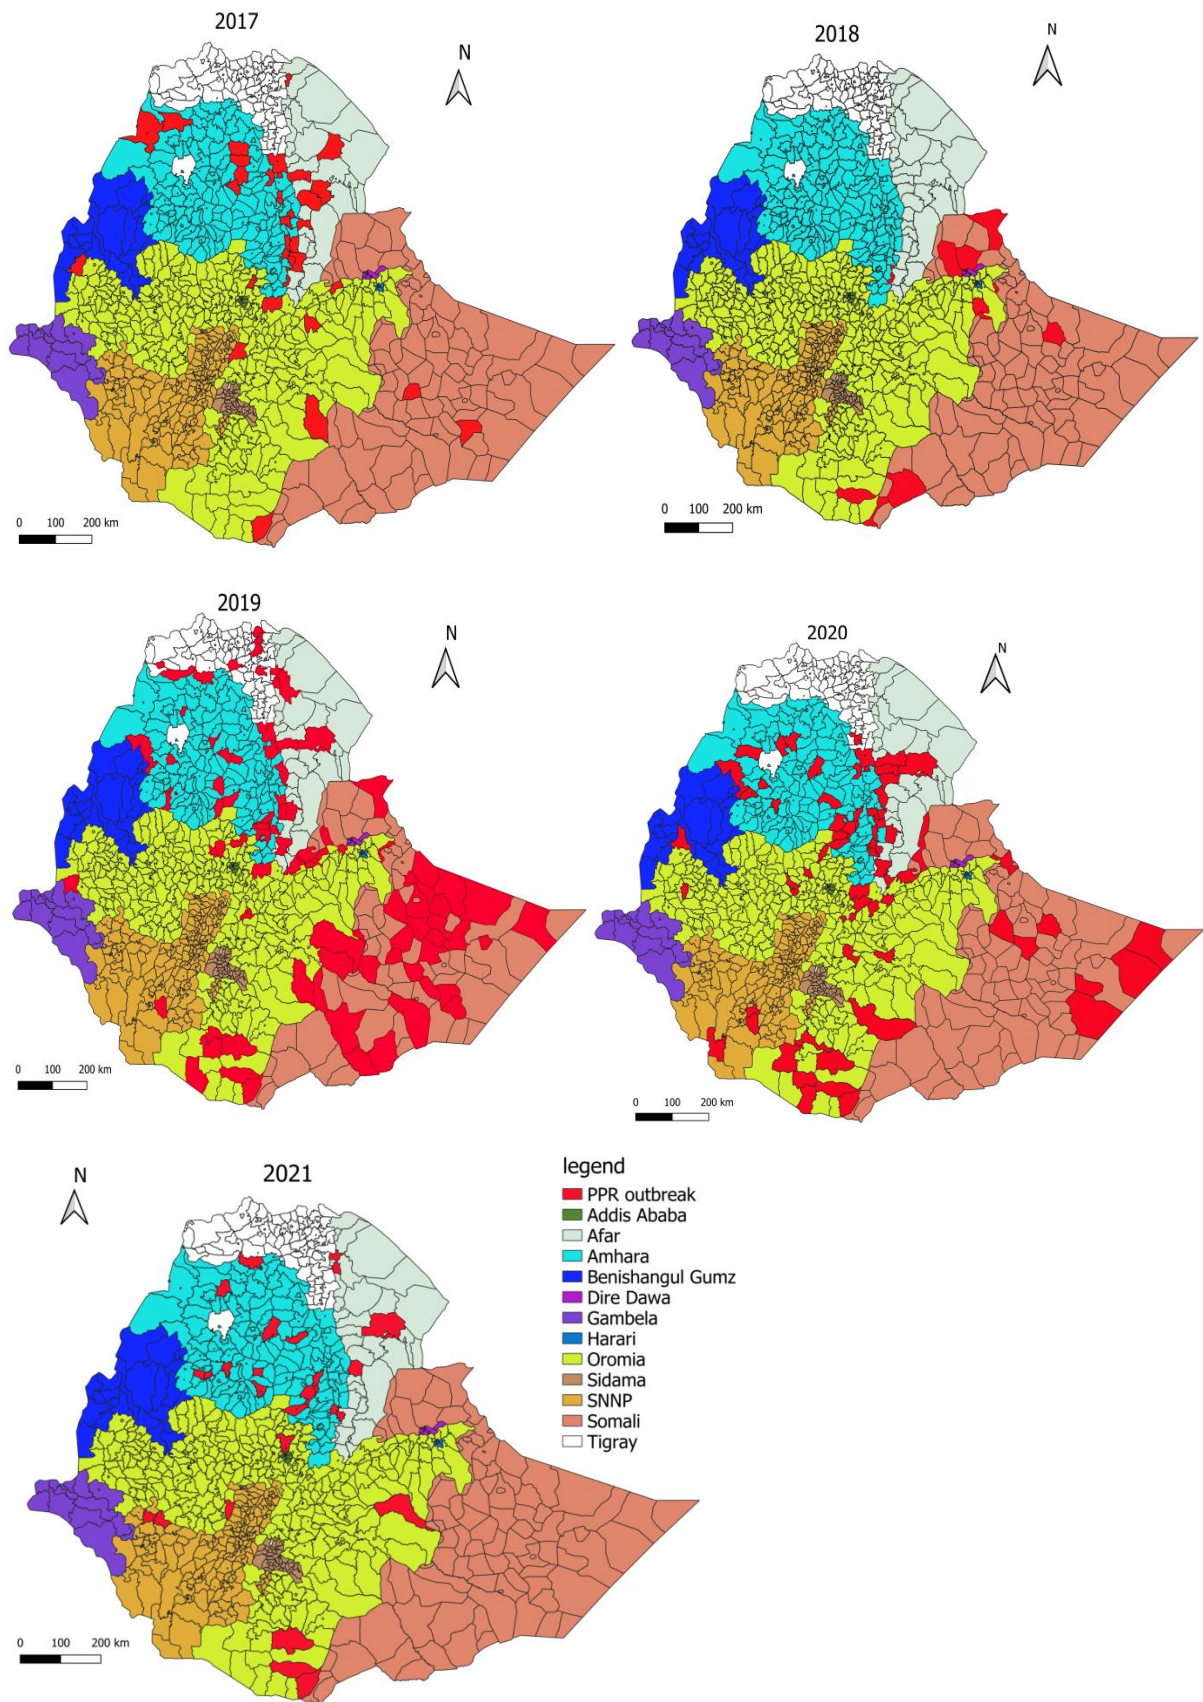 2017
N
0 100 200 km
2018
N
0 100 200 km
2019
N
0 100 200 km
2020
N
0 100 200 km
2021
N
0 100 200 km
legend
PPR outbreak
Addis Ababa
Afar
Amhara
Benishangul Gumz
Dire Dawa
Gambela
Harari
Oromia
Sidama
SNNP
Somali
Tigray